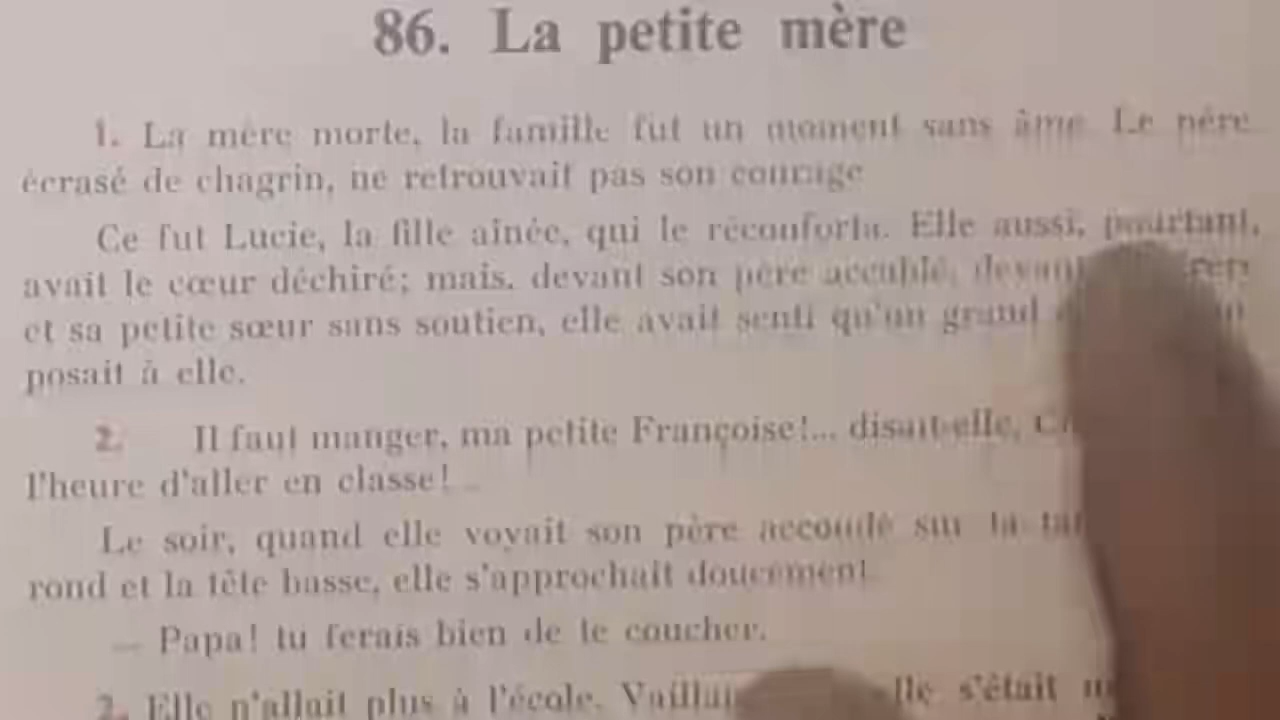 86. La petite mère
1. La mère morte, la famille fut un moment sans âme. Le père
écrasé de chagrin, ne retrouvait pas son courage
Ce fut Lucie, la fille aînée, qui le réconforta. Elle aussi, pourtant,
avait le cœur déchiré; mais, devant son père accablé, devant
et sa petite sœur sans soutien, elle avait senti qu'un grand
posait à elle.
2. Il faut manger, ma petite Françoise!... disait-elle,
l'heure d'aller en classe!
Le soir, quand elle voyait son père accoudé sur la
rond et la tête basse, elle s'approchait doucement
— Papa! tu ferais bien de te coucher.
3. Elle n'allait plus à l'école. s'était